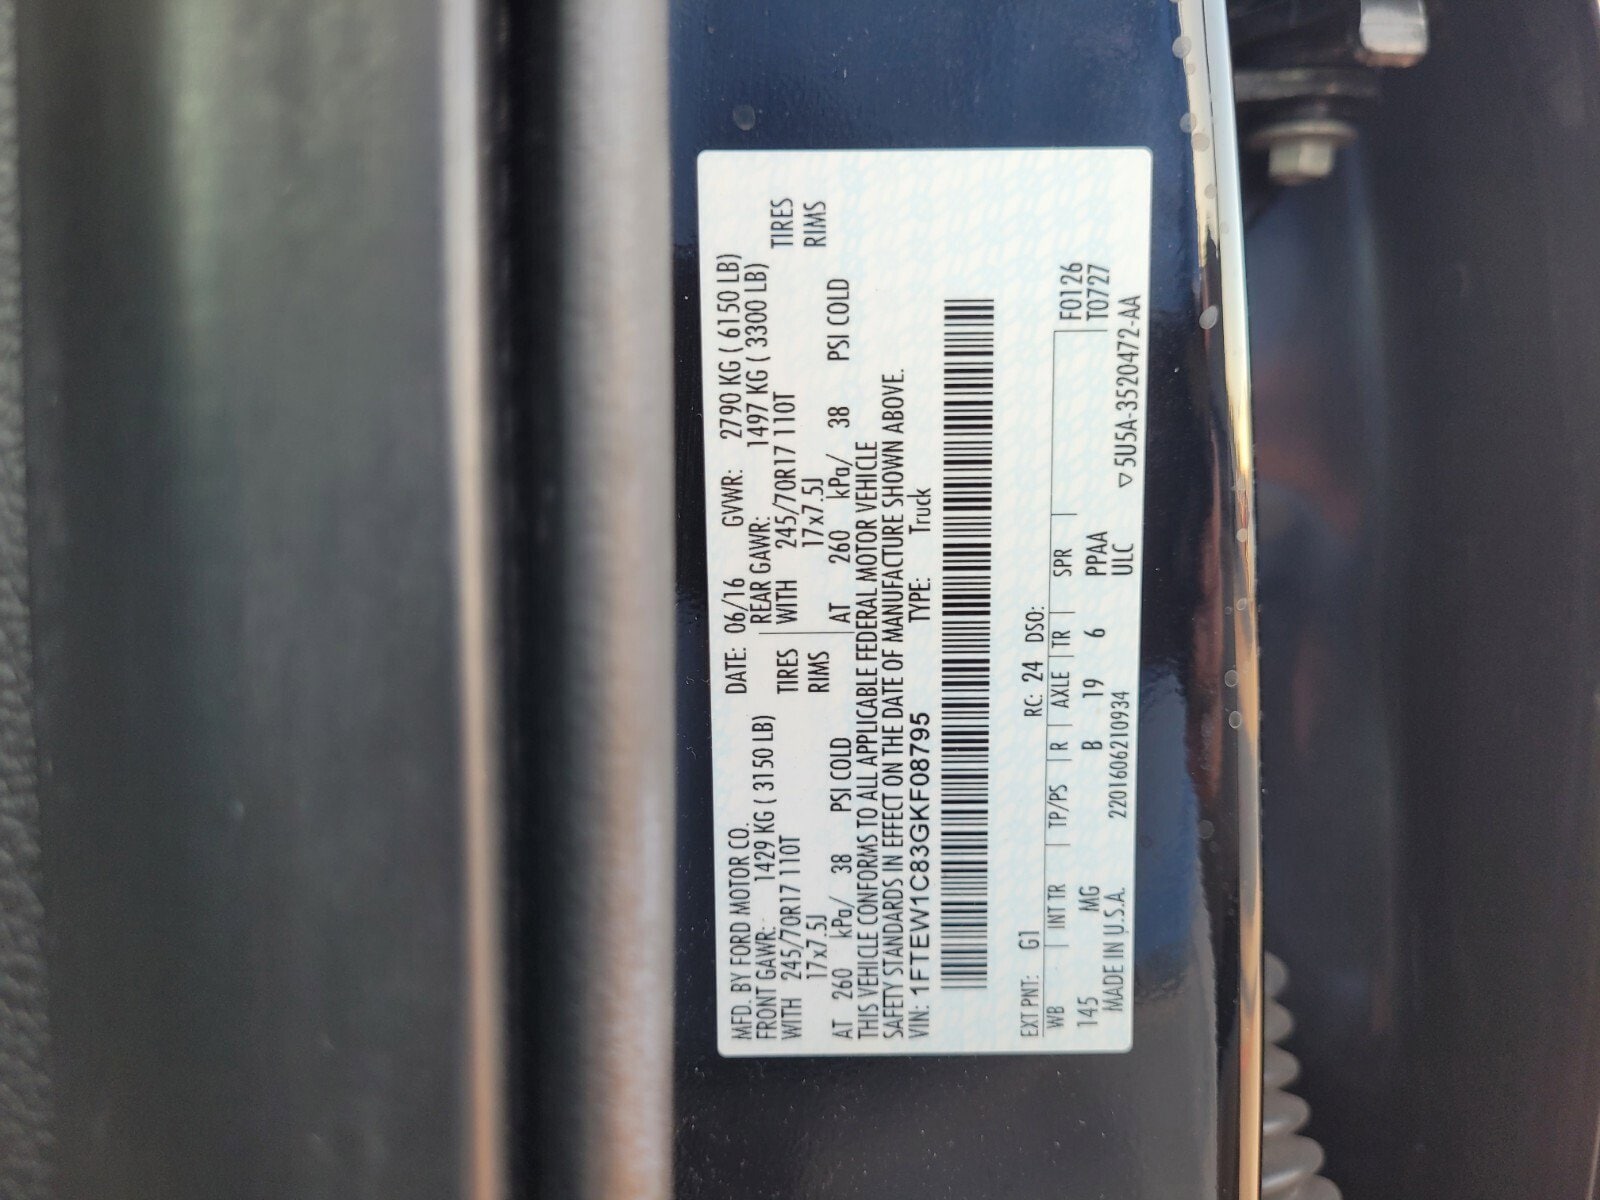 MFD. BY FORD MOTOR CO. DATE: 06/16 GVWR: 2790 KG ( 6150 LB)
FRONT GAWR: 1429 KG ( 3150 LB) REAR GAWR: 1497 KG ( 3300 LB)
WITH 245/70R17 110T TIRES WITH 245/70R17 110T TIRES
17x7.5J RIMS 17x7.5J RIMS
AT 260 kPa/ 38 PSI COLD AT 260 kPa/ 38 PSI COLD
THIS VEHICLE CONFORMS TO ALL APPLICABLE FEDERAL MOTOR VEHICLE
SAFETY STANDARDS IN EFFECT ON THE DATE OF MANUFACTURE SHOWN ABOVE.
VIN: 1FTEW1C83GKF08795 TYPE: Truck
EXT PNT: G1 RC: 24 DSO:
WB INT TR TP/PS R AXLE TR SPR F0126
145 MG B 19 6 PPAA T0727
MADE IN U.S.A. 2201606210934 ULC ▽5U5A-3520472-AA